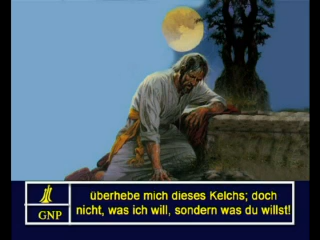 überhebe mich dieses Kelchs; doch
nicht, was ich will, sondern was du willst!
GNP